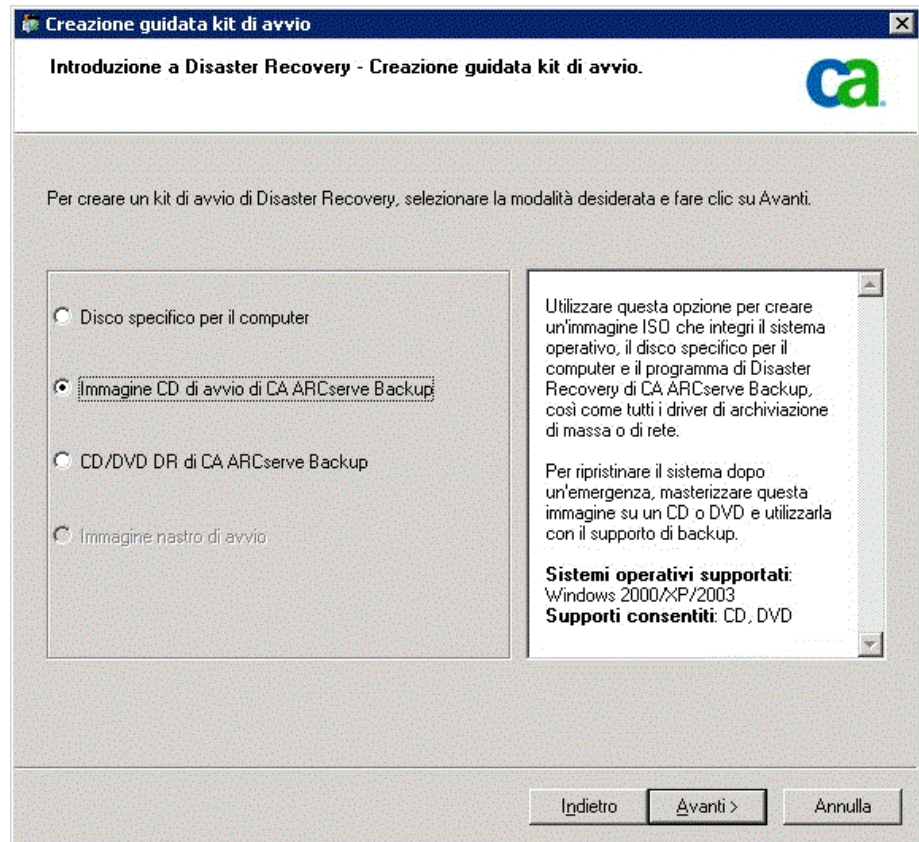 Creazione guidata kit di avvio
Introduzione a Disaster Recovery - Creazione guidata kit di avvio.
ca
Per creare un kit di avvio di Disaster Recovery, selezionare la modalità desiderata e fare clic su Avanti.
Disco specifico per il computer
Immagine CD di avvio di CA ARCserve Backup
CD/DVD DR di CA ARCserve Backup
Immagine nastro di avvio
Utilizzare questa opzione per creare
un'immagine ISO che integri il sistema
operativo, il disco specifico per il
computer e il programma di Disaster
Recovery di CA ARCserve Backup,
così come tutti i driver di archiviazione
di massa o di rete.
Per ripristinare il sistema dopo
un'emergenza, masterizzare questa
immagine su un CD o DVD e utilizzarla
con il supporto di backup.
Sistemi operativi supportati:
Windows 2000/XP/2003
Supporti consentiti: CD, DVD
Indietro
Avanti >
Annulla